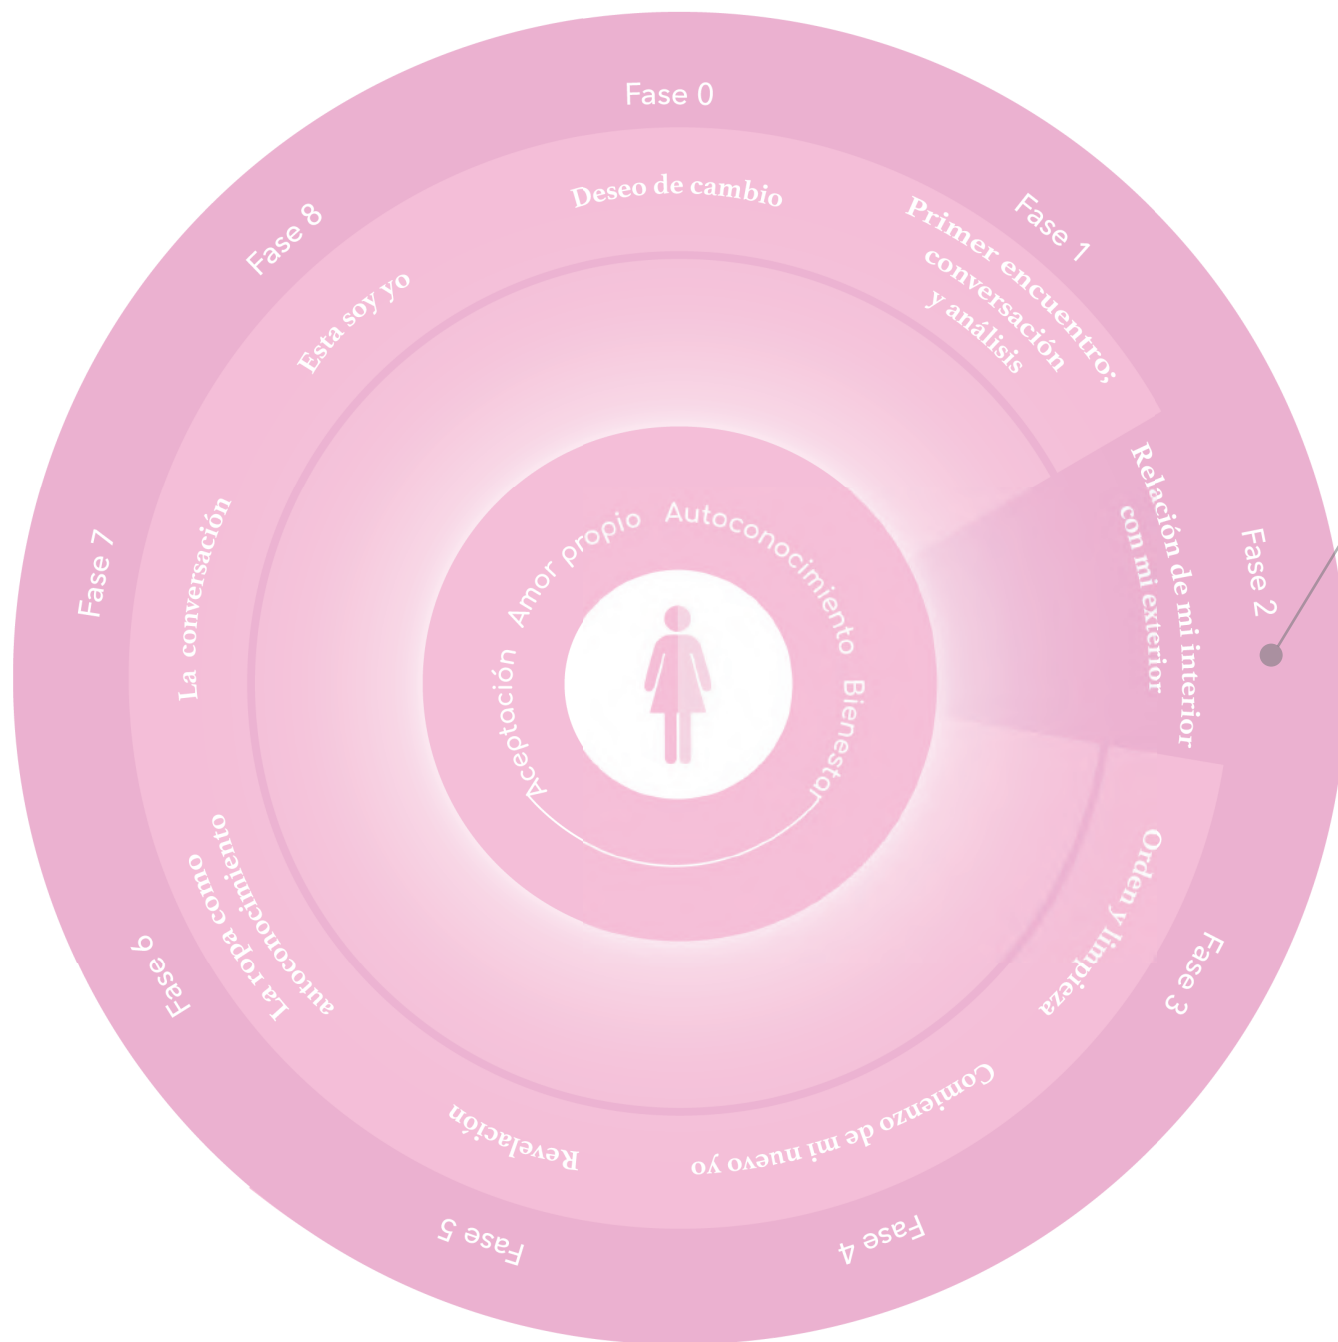 Fase 0
Deseo de cambio
Fase 1
Primer encuentro;
conversación
y análisis
Fase 2
Relación de mi interior
con mi exterior
Fase 3
Orden y limpieza
Fase 4
Comienzo de mi nuevo yo
Fase 5
Revelación
Fase 6
La ropa como
autoconocimiento
Fase 7
La conversación
Fase 8
Esta soy yo
Aceptación
Amor propio
Autoconocimiento
Bienestar